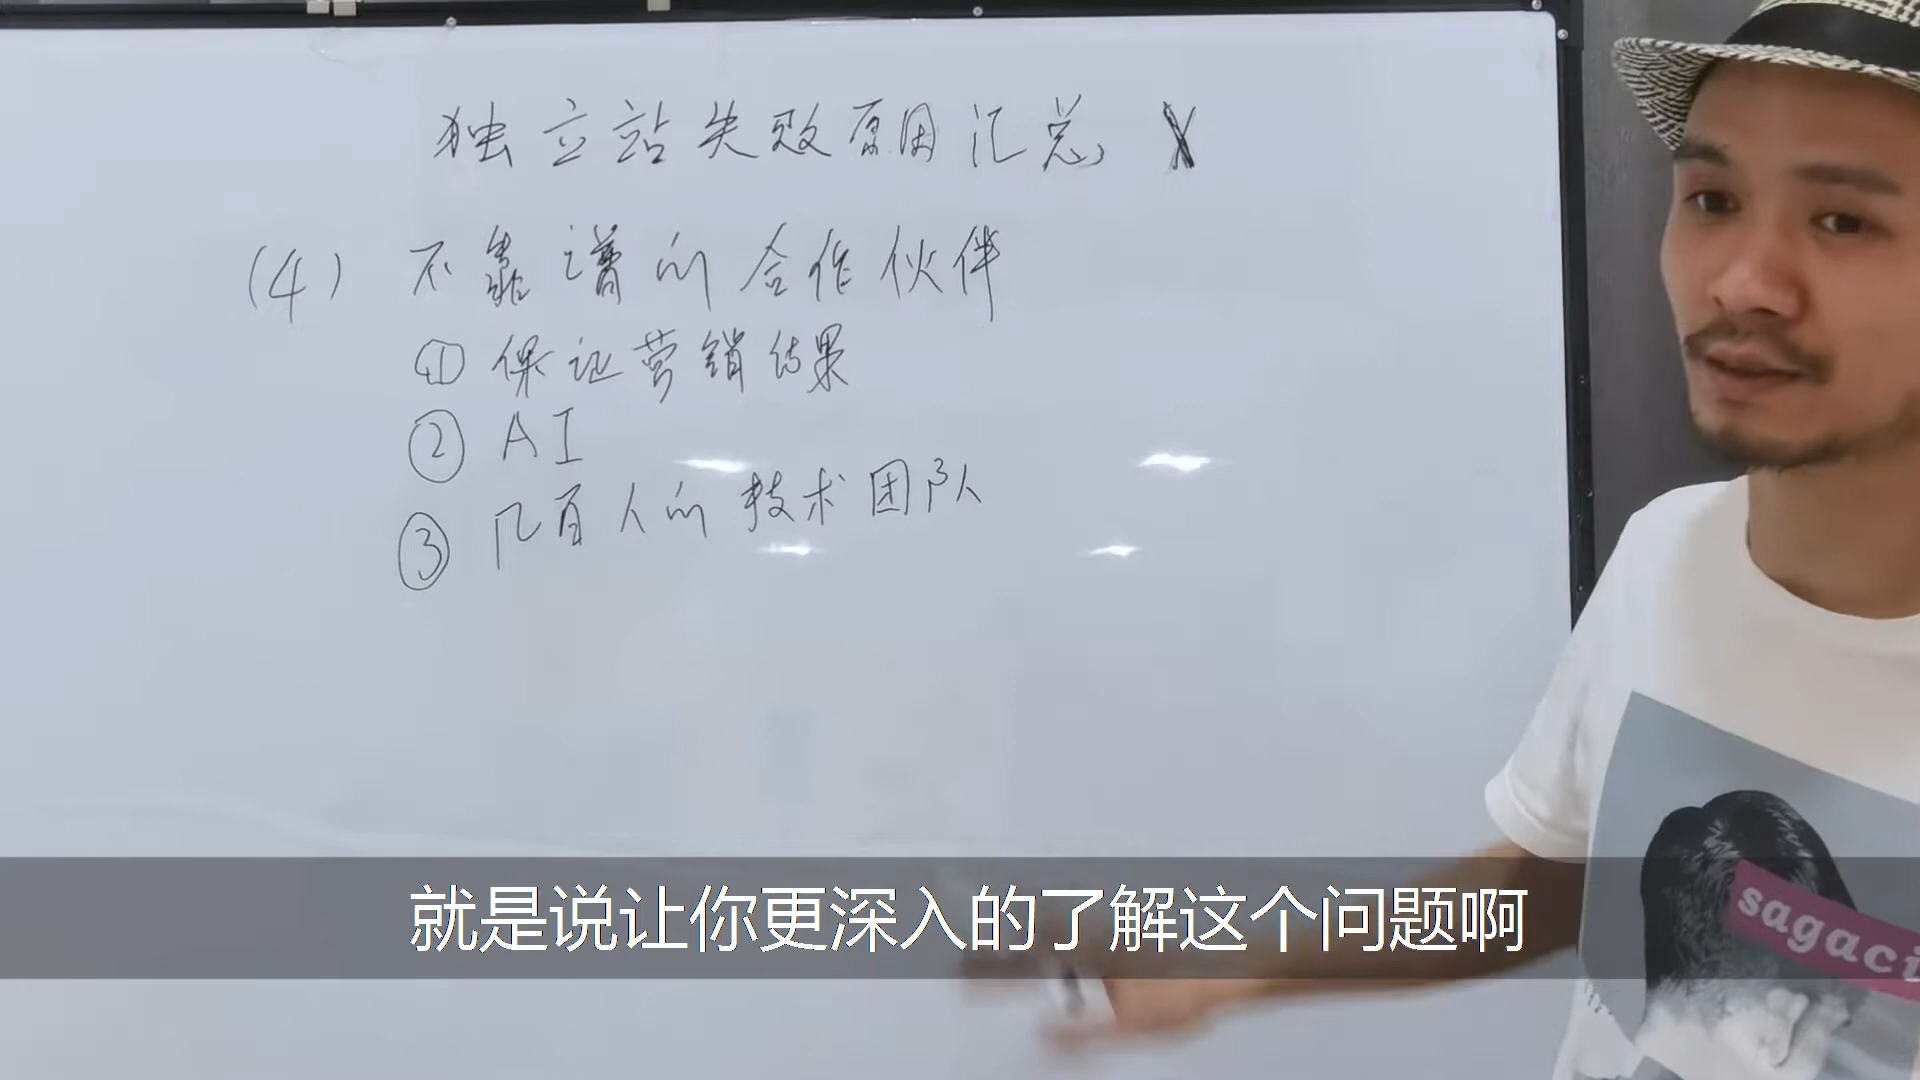 独立站失败原因汇总 X
(4) 不靠谱的合作伙伴
① 保证营销结果
② AI
③ 几百人的技术团队
就是说让你更深入的了解这个问题啊
sagaci